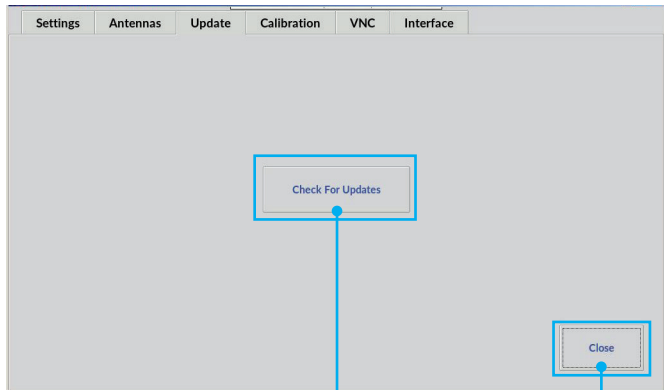 Settings Antennas Update Calibration VNC Interface
Check For Updates
Close